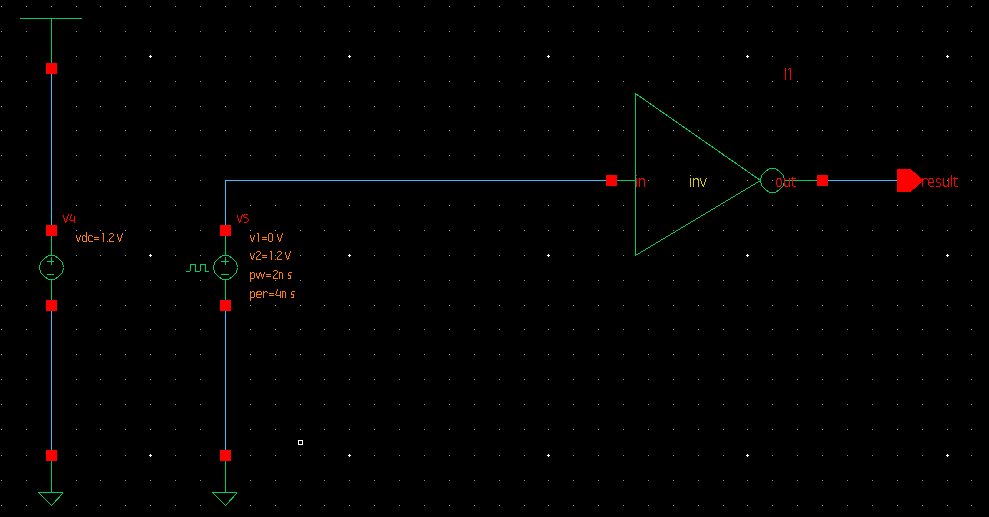 I1
in
inv
out
result
V4
vdc=1.2 V
V5
v1=0 V
v2=1.2 V
pw=2n s
per=4n s